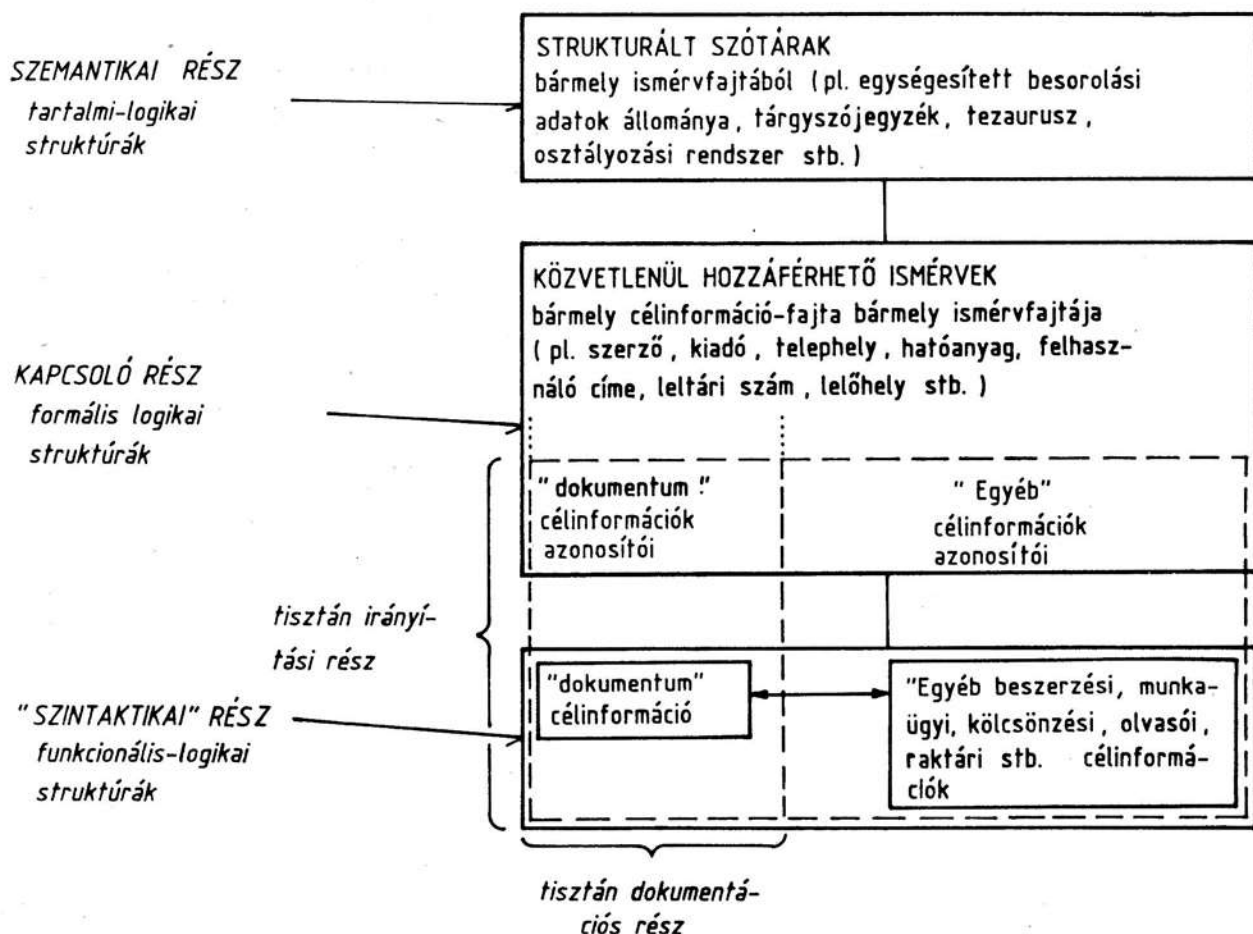 SZEMANTIKAI RÉSZ
tartalmi-logikai
struktúrák
STRUKTURÁLT SZÓTÁRAK
bármely ismérvfajtából (pl. egységesített besorolási
adatok állománya, tárgyszójegyzék, tezaurusz,
osztályozási rendszer stb.)
KAPCSOLÓ RÉSZ
formális logikai
struktúrák
KÖZVETLENÜL HOZZÁFÉRHETŐ ISMÉRVEK
bármely célinformáció-fajta bármely ismérvfajtája
(pl. szerző, kiadó, telephely, hatóanyag, felhasz-
náló címe, leltári szám, lelőhely stb.)
"dokumentum"
célinformációk
azonosítói
"Egyéb"
célinformációk
azonosítói
tisztán irányí-
tási rész
"SZINTAKTIKAI" RÉSZ
funkcionális-logikai
struktúrák
"dokumentum"
célinformáció
"Egyéb beszerzési, munka-
ügyi, kölcsönzési, olvasói,
raktári stb. célinformá-
ciók
tisztán dokumentá-
ciós rész